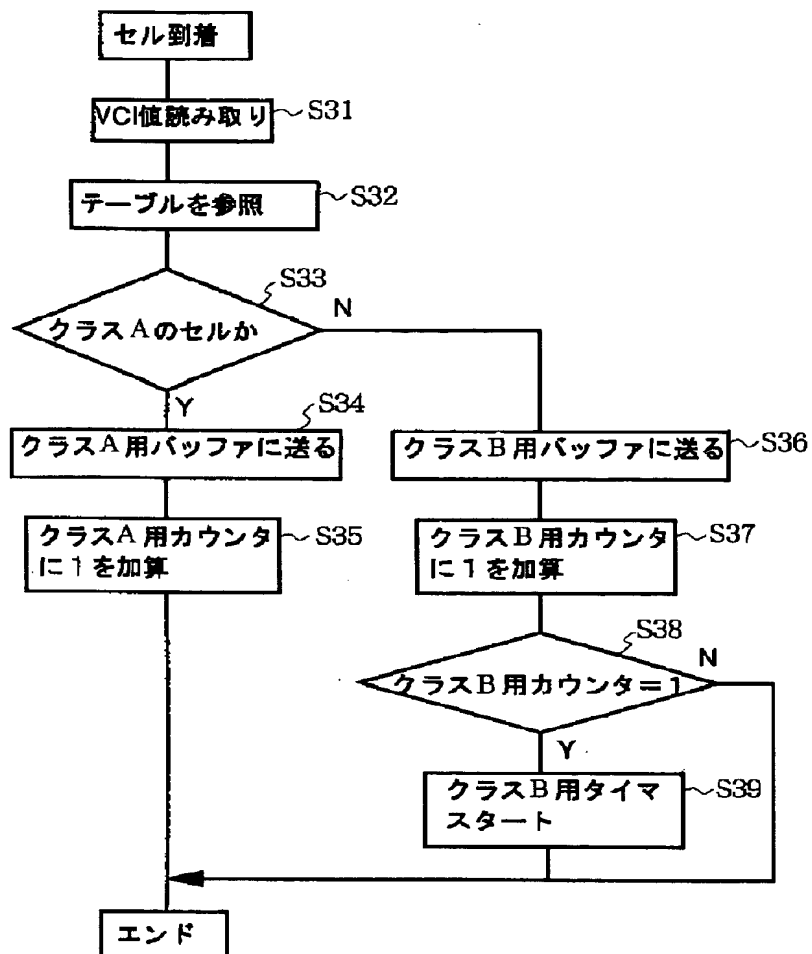 セル到着
VCI値読み取り
S31
テーブルを参照
S32
S33
クラスAのセルか
N
Y
S34
クラスA用バッファに送る
クラスB用バッファに送る
S36
クラスA用カウンタ
に1を加算
S35
クラスB用カウンタ
に1を加算
S37
S38
クラスB用カウンタ=1
N
Y
クラスB用タイマ
スタート
S39
エンド